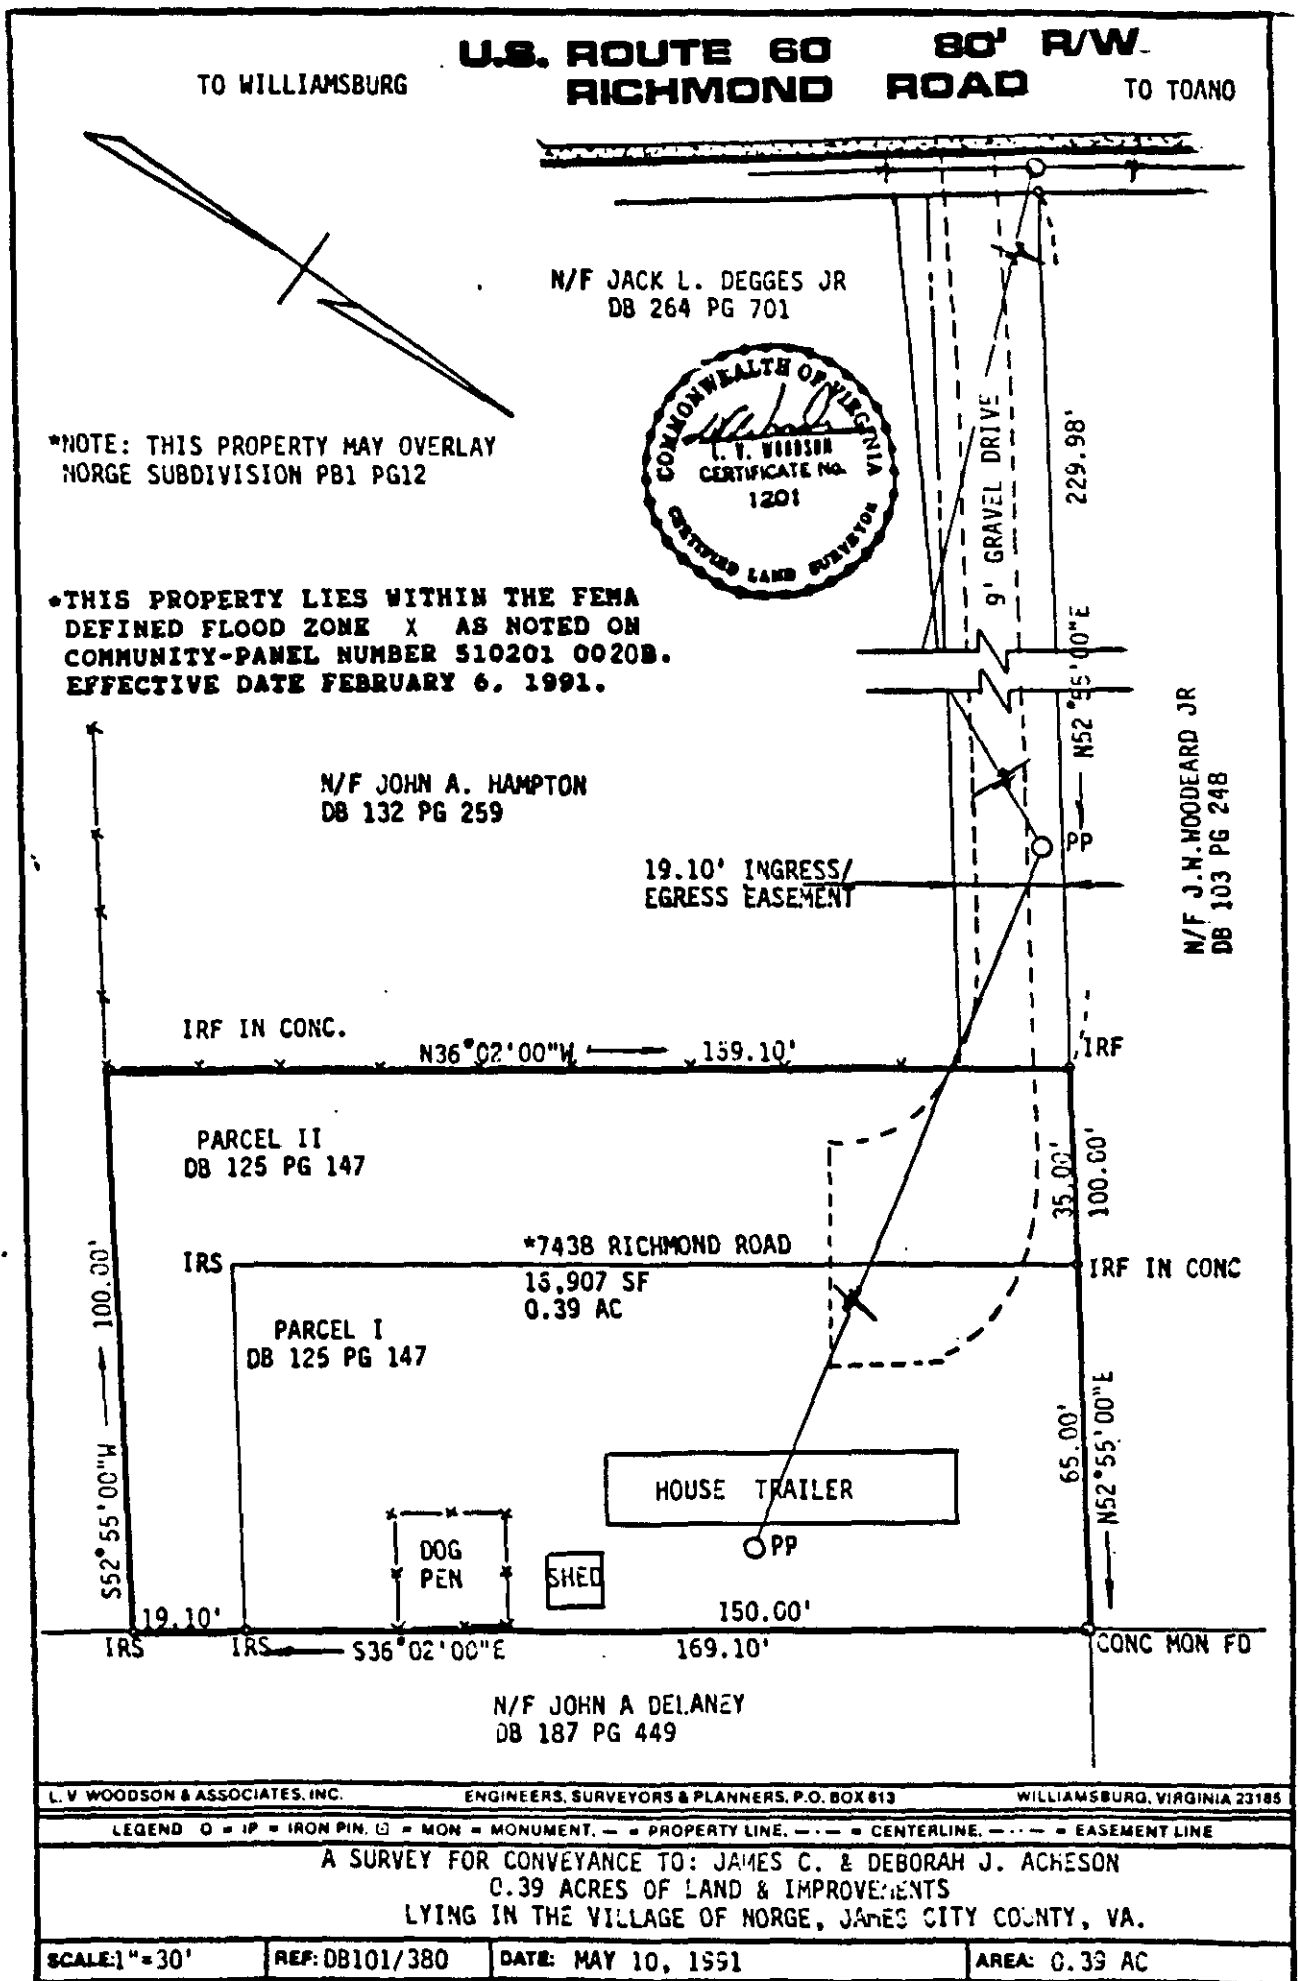 U.S. ROUTE 60 80' R/W
RICHMOND ROAD
TO WILLIAMSBURG
TO TOANO
N/F JACK L. DEGGES JR
DB 264 PG 701
COMMONWEALTH OF VIRGINIA
L. V. WOODSON
CERTIFICATE No.
1201
CERTIFIED LAND SURVEYOR
*NOTE: THIS PROPERTY MAY OVERLAY
NORGE SUBDIVISION PB1 PG12
9' GRAVEL DRIVE
229.98'
*THIS PROPERTY LIES WITHIN THE FEMA
DEFINED FLOOD ZONE X AS NOTED ON
COMMUNITY-PANEL NUMBER 510201 0020B.
EFFECTIVE DATE FEBRUARY 6, 1991.
N52°55'00"E
N/F J.W.WOODEARD JR
DB 103 PG 248
N/F JOHN A. HAMPTON
DB 132 PG 259
PP
19.10' INGRESS/
EGRESS EASEMENT
IRF IN CONC.
N36°02'00"W 169.10'
IRF
PARCEL II
DB 125 PG 147
35.00'
100.00'
S52°55'00"W 100.00'
IRS
*7438 RICHMOND ROAD
16,907 SF
0.39 AC
IRF IN CONC
PARCEL I
DB 125 PG 147
65.00'
N52°55'00"E
HOUSE TRAILER
PP
DOG
PEN
SHED
19.10'
150.00'
IRS
IRS
S36°02'00"E
169.10'
CONC MON FD
N/F JOHN A DELANEY
DB 187 PG 449
L. V WOODSON & ASSOCIATES, INC. ENGINEERS, SURVEYORS & PLANNERS, P.O. BOX 613 WILLIAMSBURG, VIRGINIA 23185
LEGEND O = IP = IRON PIN, ⊡ = MON = MONUMENT, — = PROPERTY LINE, —·— = CENTERLINE, —··— = EASEMENT LINE
A SURVEY FOR CONVEYANCE TO: JAMES C. & DEBORAH J. ACHESON
0.39 ACRES OF LAND & IMPROVEMENTS
LYING IN THE VILLAGE OF NORGE, JAMES CITY COUNTY, VA.
SCALE: 1"=30'
REF: DB101/380
DATE: MAY 10, 1991
AREA: 0.39 AC